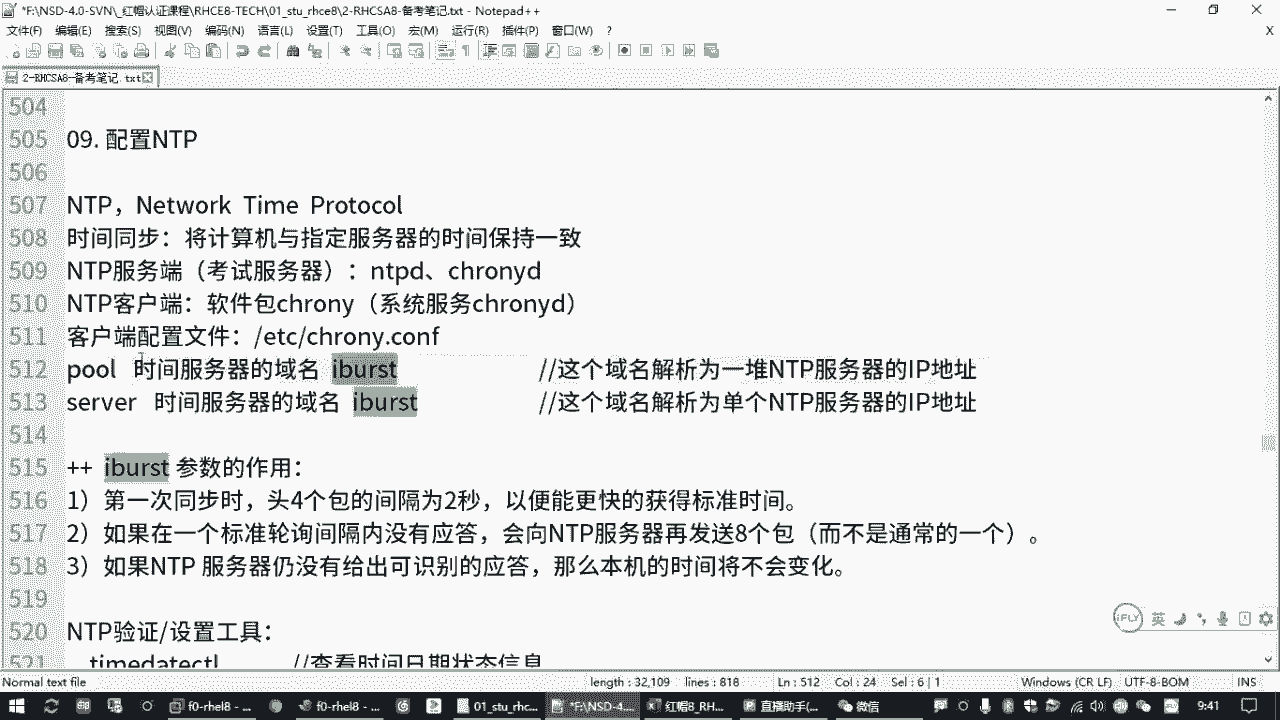 *F:\NSD-4.0-SVN\_红帽认证课程\RHCE8-TECH\01_stu_rhce8\2-RHCSA8-备考笔记.txt - Notepad++
文件(F) 编辑(E) 搜索(S) 视图(V) 编码(N) 语言(L) 设置(T) 工具(O) 宏(M) 运行(R) 插件(P) 窗口(W) ? X
2-RHCSA8-备考笔记.txt
504
505 09. 配置NTP
506
507 NTP，Network Time Protocol
508 时间同步：将计算机与指定服务器的时间保持一致
509 NTP服务端（考试服务器）：ntpd、chronyd
510 NTP客户端：软件包chrony（系统服务chronyd）
511 客户端配置文件：/etc/chrony.conf
512 pool 时间服务器的域名 iburst //这个域名解析为一堆NTP服务器的IP地址
513 server 时间服务器的域名 iburst //这个域名解析为单个NTP服务器的IP地址
514
515 ++ iburst 参数的作用：
516 1）第一次同步时，头4个包的间隔为2秒，以便能更快的获得标准时间。
517 2）如果在一个标准轮询间隔内没有应答，会向NTP服务器再发送8个包（而不是通常的一个）。
518 3）如果NTP 服务器仍没有给出可识别的应答，那么本机的时间将不会变化。
519
520 NTP验证/设置工具：
521 timedatectl //查看时间日期状态信息
iFLY 英
Normal text file length : 32,109 lines : 818 Ln : 512 Col : 24 Sel : 6 | 1 Windows (CR LF) UTF-8-BOM INS
f0-rhel8 - ... f0-rhel8 - ... 01_stu_rhc... *F:\NSD-4.... 红帽8_RH... 直播助手(... 微信 9:41